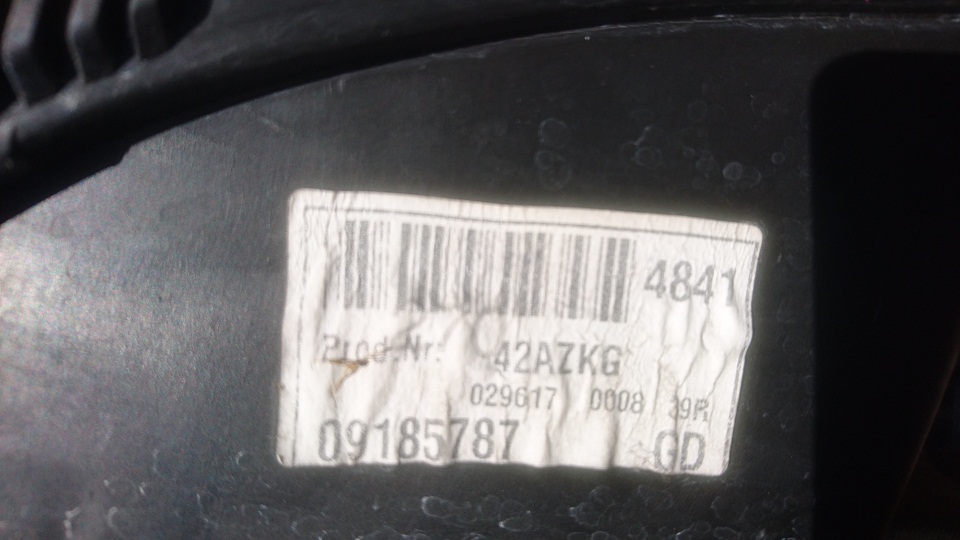 4841
Prod.-Nr: 42AZKG
029617 0008 39R
09185787 GD